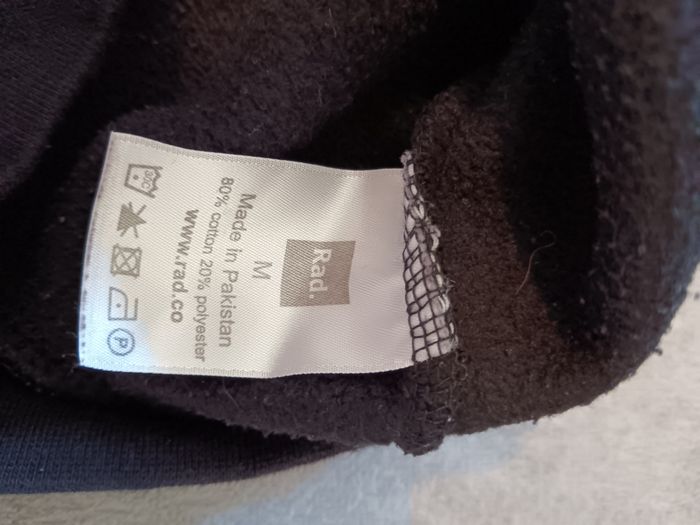 Rad.
M
Made in Pakistan
80% cotton 20% polyester
www.rad.co
P